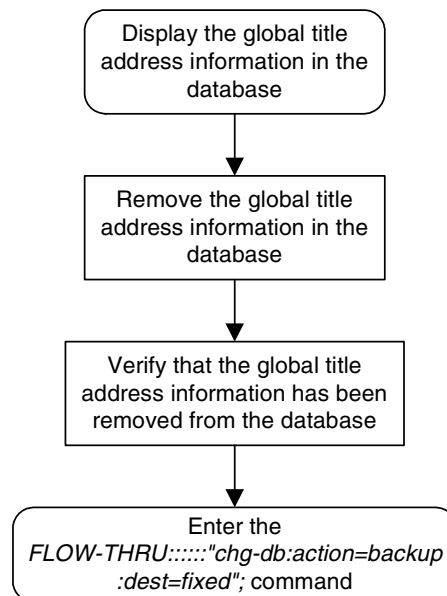 Display the global title
address information in the
database
Remove the global title
address information in the
database
Verify that the global title
address information has been
removed from the database
Enter the
FLOW-THRU::::::"chg-db:action=backup
:dest=fixed"; command